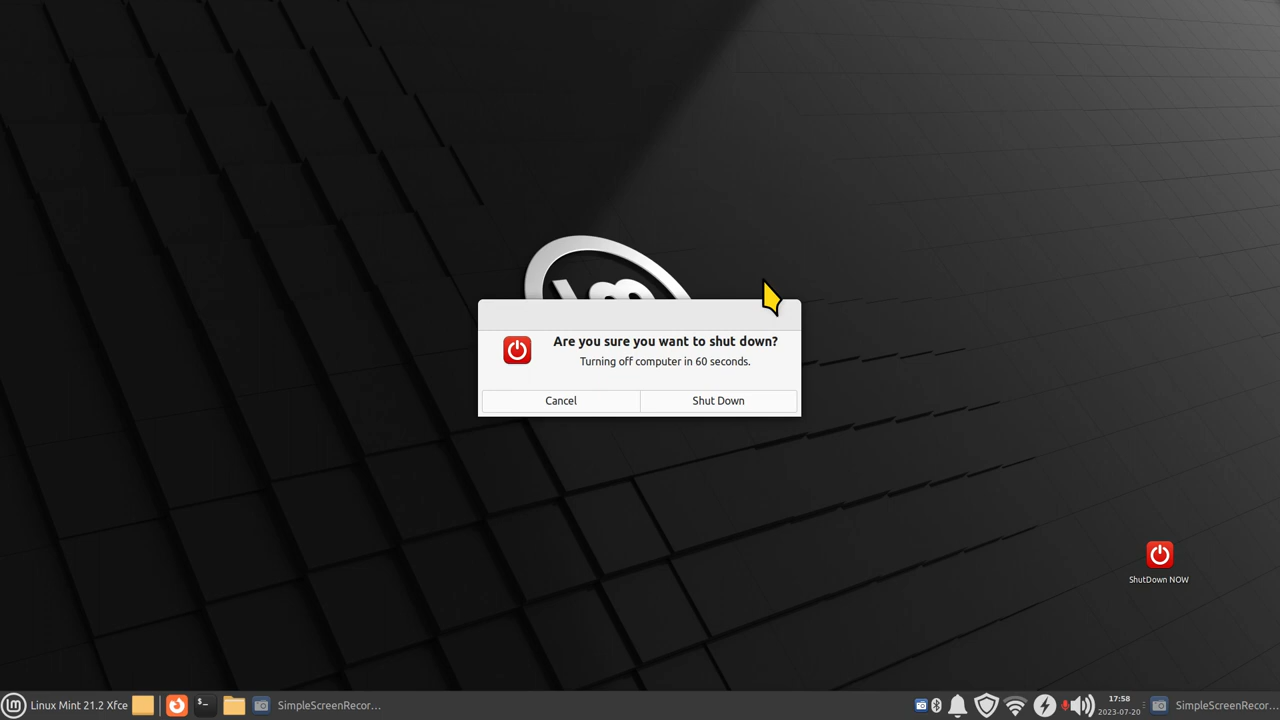 Are you sure you want to shut down?
Turning off computer in 60 seconds.
Cancel
Shut Down
ShutDown NOW
Linux Mint 21.2 Xfce
SimpleScreenRecor...
17:58
2023-07-20
SimpleScreenRecor...